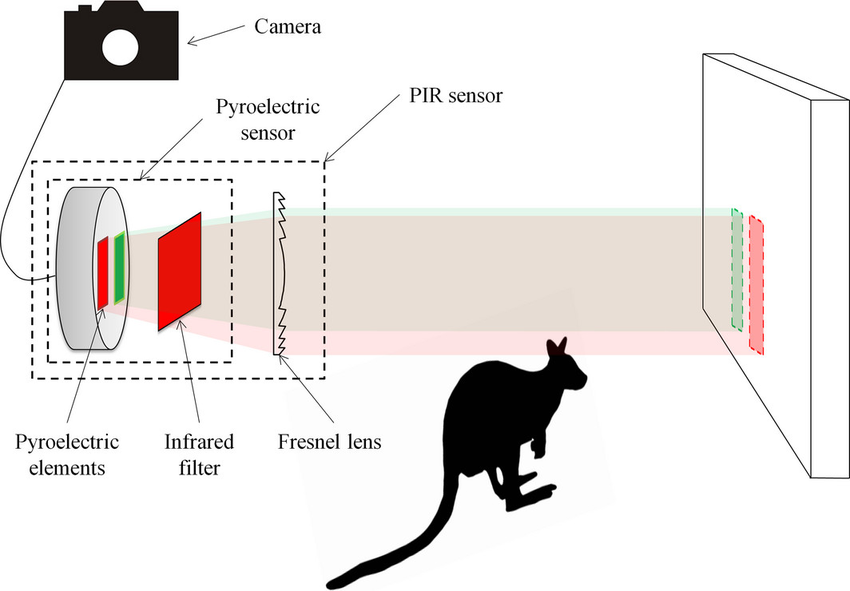 Camera
PIR sensor
Pyroelectric
sensor
Pyroelectric
elements
Infrared
filter
Fresnel lens